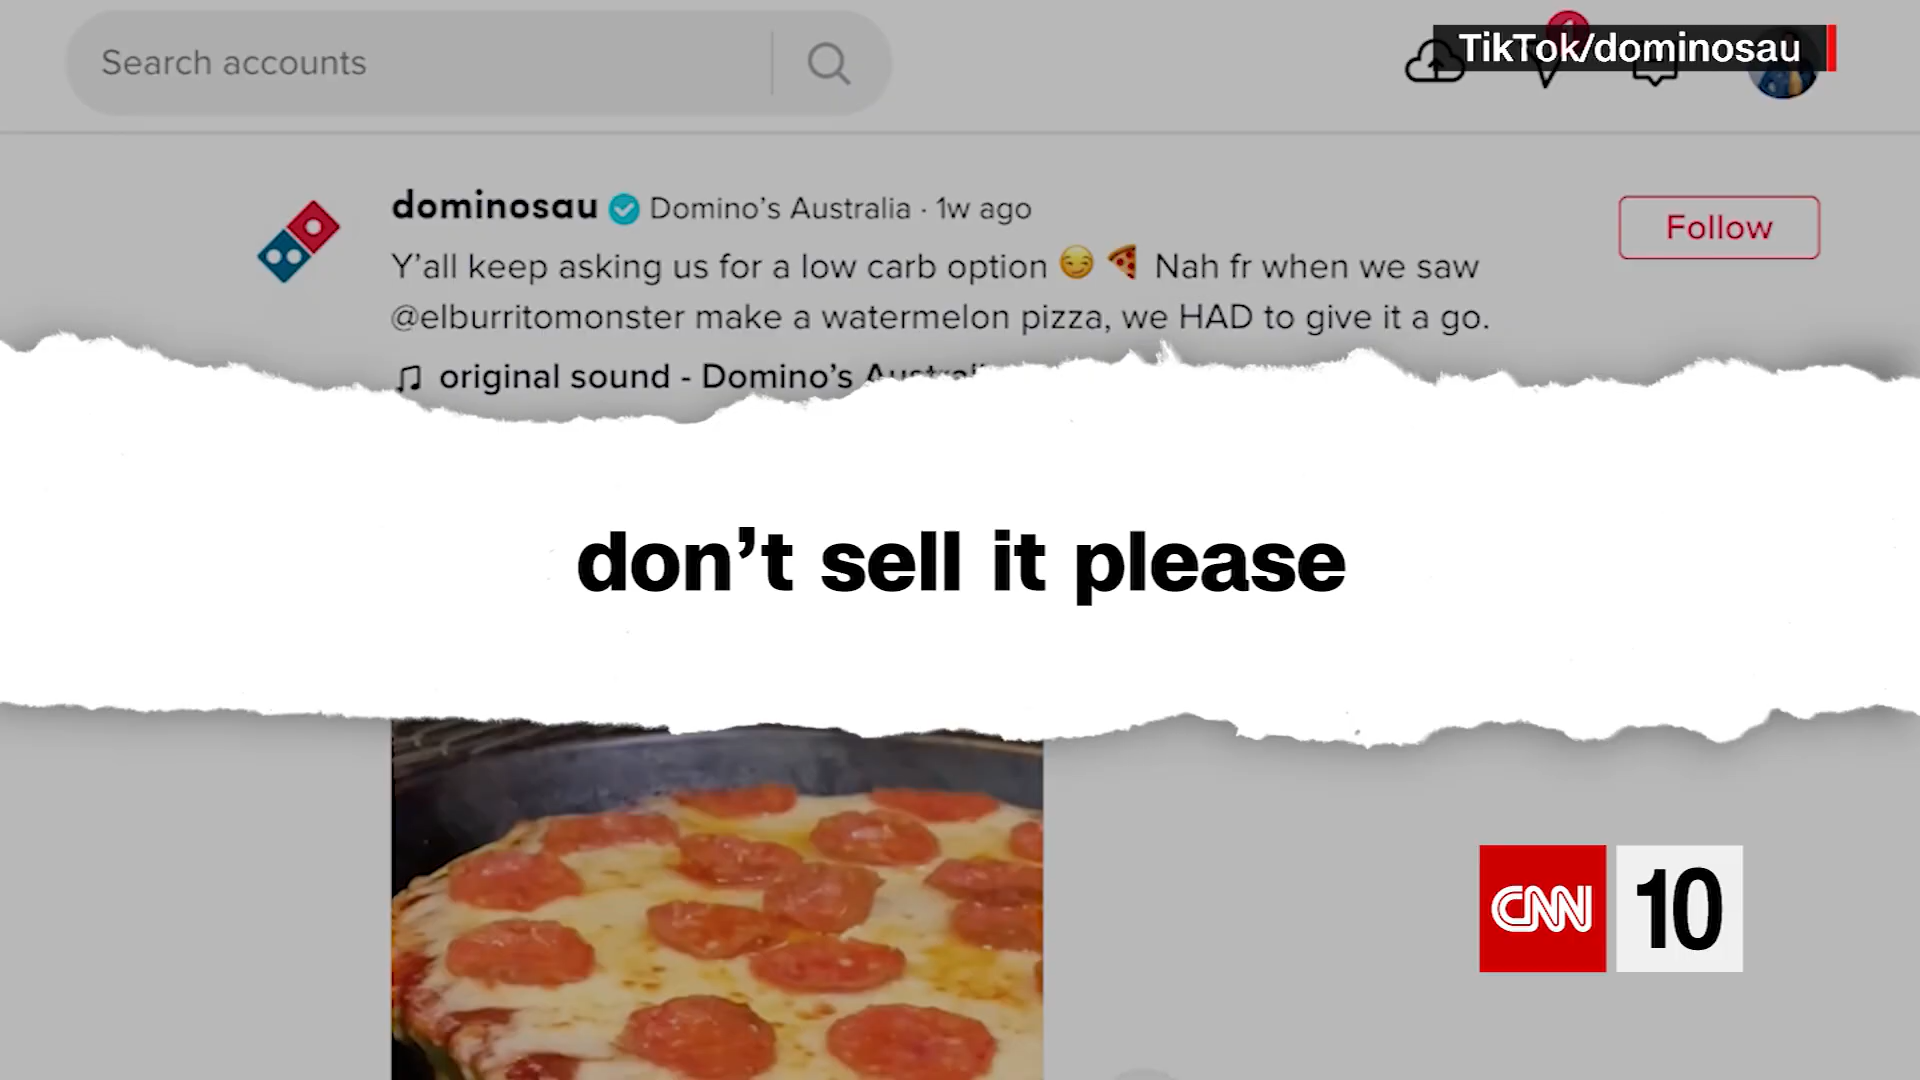 Search accounts
TikTok/dominosau
dominosau Domino's Australia · 1w ago
Follow
Y'all keep asking us for a low carb option 😏 🍕 Nah fr when we saw
@elburritomonster make a watermelon pizza, we HAD to give it a go.
original sound - Domino's
don't sell it please
CNN 10